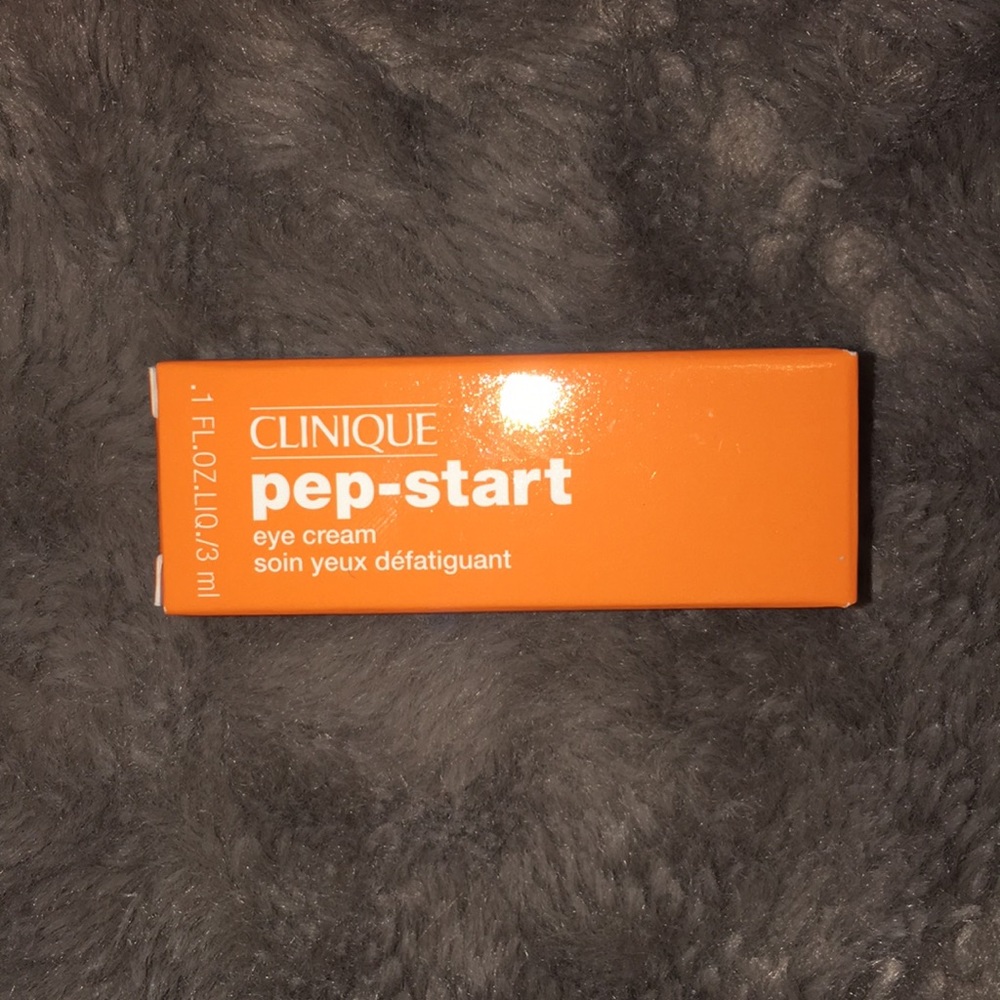 .1 FL.OZ.LIQ./3 ml
CLINIQUE
pep-start
eye cream
soin yeux défatiguant